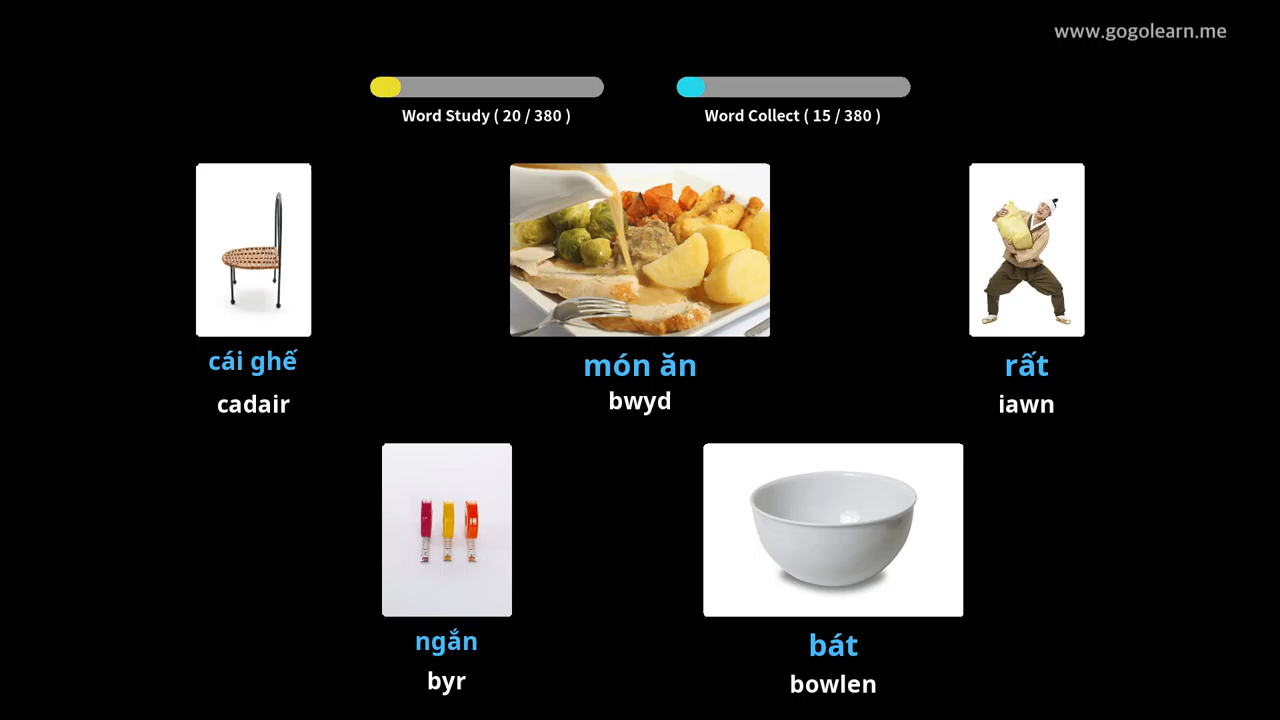 www.gogolearn.me
Word Study ( 20 / 380 )
Word Collect ( 15 / 380 )
cái ghế
cadair
món ăn
bwyd
rất
iawn
ngắn
byr
bát
bowlen